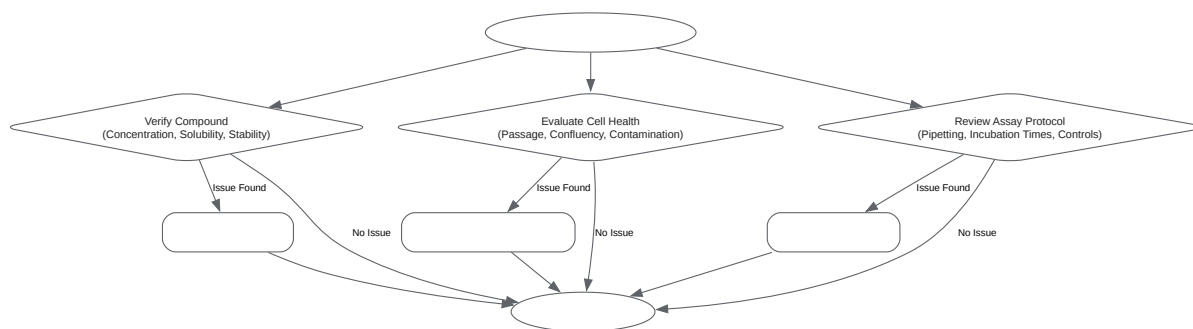 Verify Compound
(Concentration, Solubility, Stability)
Evaluate Cell Health
(Passage, Confluency, Contamination)
Review Assay Protocol
(Pipetting, Incubation Times, Controls)
Issue Found
Issue Found
Issue Found
No Issue
No Issue
No Issue